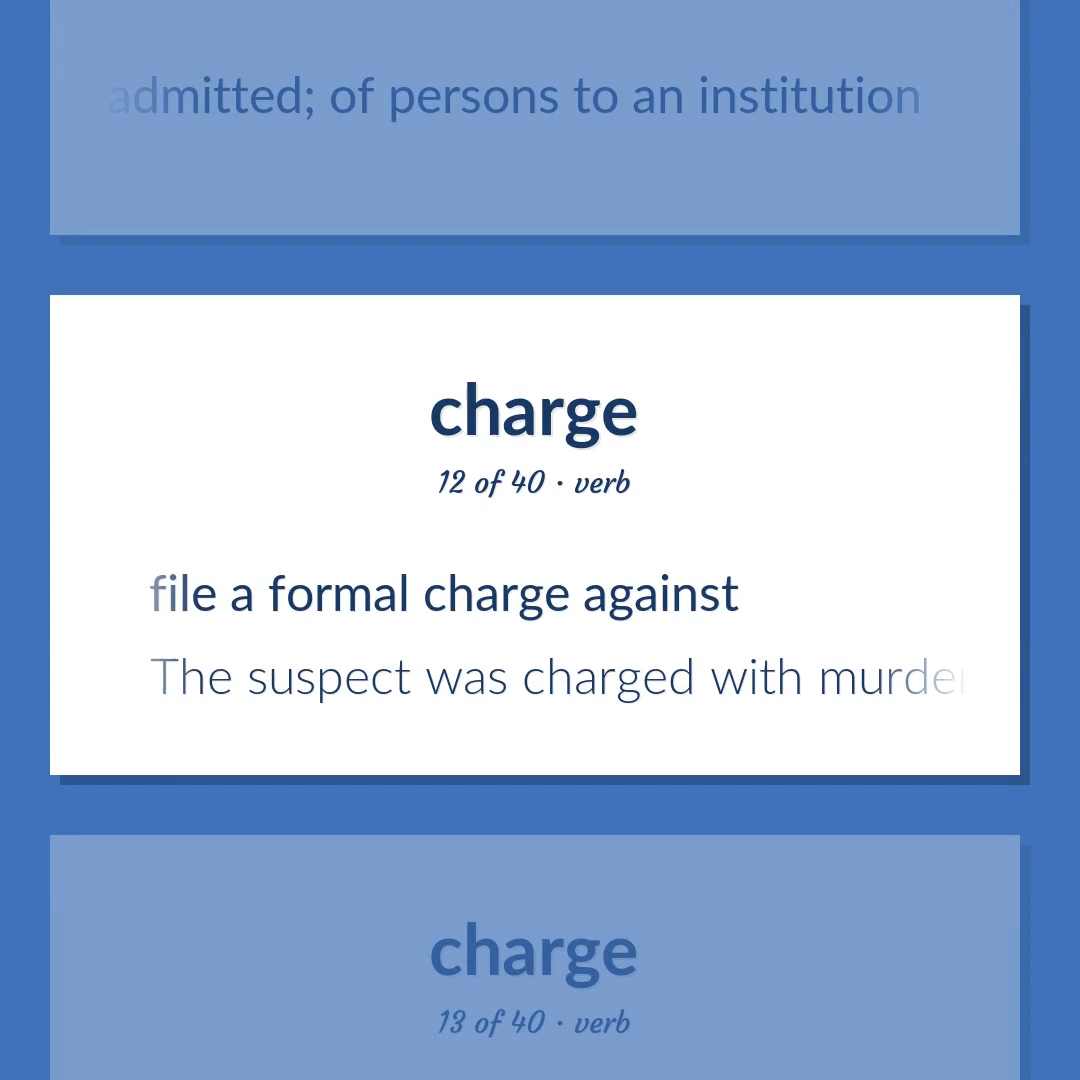 admitted; of persons to an institution
charge
12 of 40 · verb
file a formal charge against
The suspect was charged with murder
charge
13 of 40 · verb